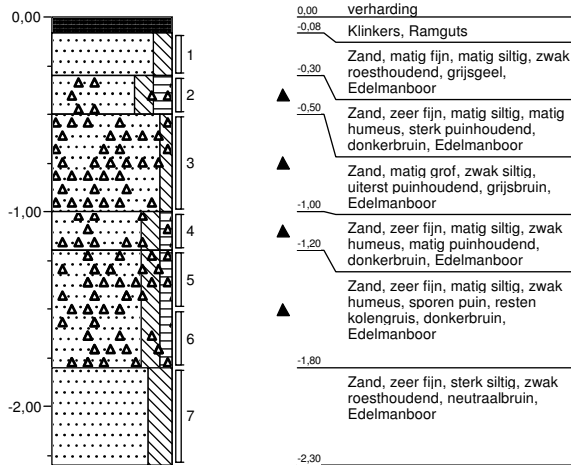 0,00
-1,00
-2,00
1
2
3
4
5
6
7
0,00
verharding
-0,08
Klinkers, Ramguts
Zand, matig fijn, matig siltig, zwak
roesthoudend, grijsgeel,
Edelmanboor
-0,30
-0,50
Zand, zeer fijn, matig siltig, matig
humeus, sterk puinhoudend,
donkerbruin, Edelmanboor
Zand, matig grof, zwak siltig,
uiterst puinhoudend, grijsbruin,
Edelmanboor
-1,00
Zand, zeer fijn, matig siltig, zwak
humeus, matig puinhoudend,
donkerbruin, Edelmanboor
-1,20
Zand, zeer fijn, matig siltig, zwak
humeus, sporen puin, resten
kolengruis, donkerbruin,
Edelmanboor
-1,80
Zand, zeer fijn, sterk siltig, zwak
roesthoudend, neutraalbruin,
Edelmanboor
-2,30